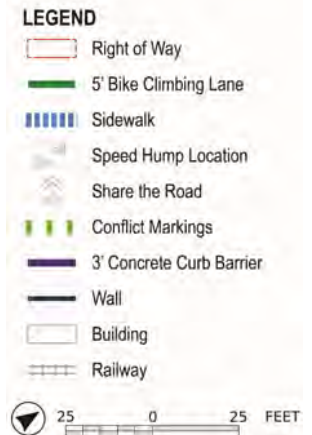 LEGEND
Right of Way
5' Bike Climbing Lane
Sidewalk
Speed Hump Location
Share the Road
Conflict Markings
3' Concrete Curb Barrier
Wall
Building
Railway
25 0 25 FEET